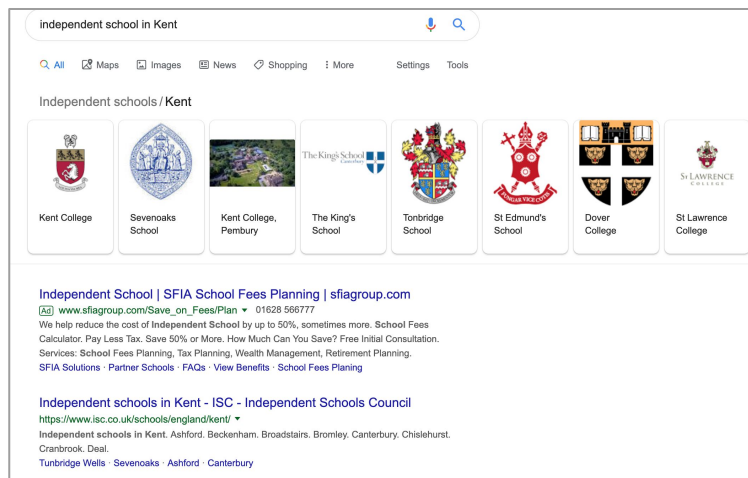 independent school in Kent
All Maps Images News Shopping More Settings Tools
Independent schools / Kent
The King's School
Canterbury
UNGAR VICE CO
ST LAWRENCE
COLLEGE
Kent College
Sevenoaks
School
Kent College,
Pembury
The King's
School
Tonbridge
School
St Edmund's
School
Dover
College
St Lawrence
College
Independent School | SFIA School Fees Planning | sfiagroup.com
Ad www.sfiagroup.com/Save_on_Fees/Plan 01628 566777
We help reduce the cost of Independent School by up to 50%, sometimes more. School Fees
Calculator. Pay Less Tax. Save 50% or More. How Much Can You Save? Free Initial Consultation.
Services: School Fees Planning, Tax Planning, Wealth Management, Retirement Planning.
SFIA Solutions · Partner Schools · FAQs · View Benefits · School Fees Planing
Independent schools in Kent - ISC - Independent Schools Council
https://www.isc.co.uk/schools/england/kent/
Independent schools in Kent. Ashford. Beckenham. Broadstairs. Bromley. Canterbury. Chislehurst.
Cranbrook. Deal.
Tunbridge Wells · Sevenoaks · Ashford · Canterbury